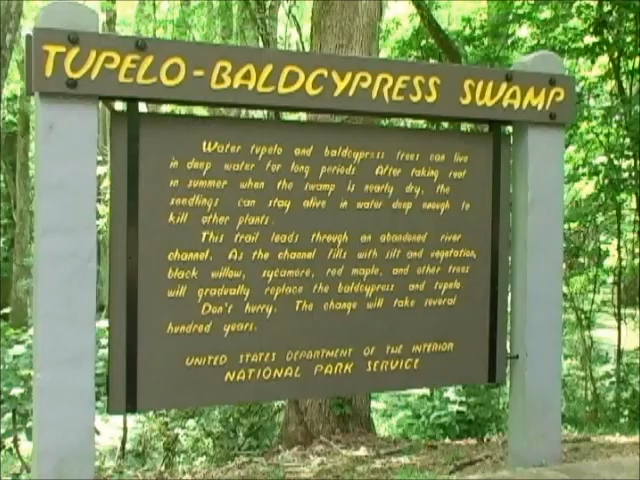 TUPELO-BALDCYPRESS SWAMP
Water tupelo and baldcypress trees can live
in deep water for long periods. After taking root
in summer when the swamp is nearly dry, the
seedlings can stay alive in water deep enough to
kill other plants.
This trail leads through an abandoned river
channel. As the channel fills with silt and vegetation,
black willow, sycamore, red maple, and other trees
will gradually replace the baldcypress and tupelo.
Don't hurry. The change will take several
hundred years.
UNITED STATES DEPARTMENT OF THE INTERIOR
NATIONAL PARK SERVICE